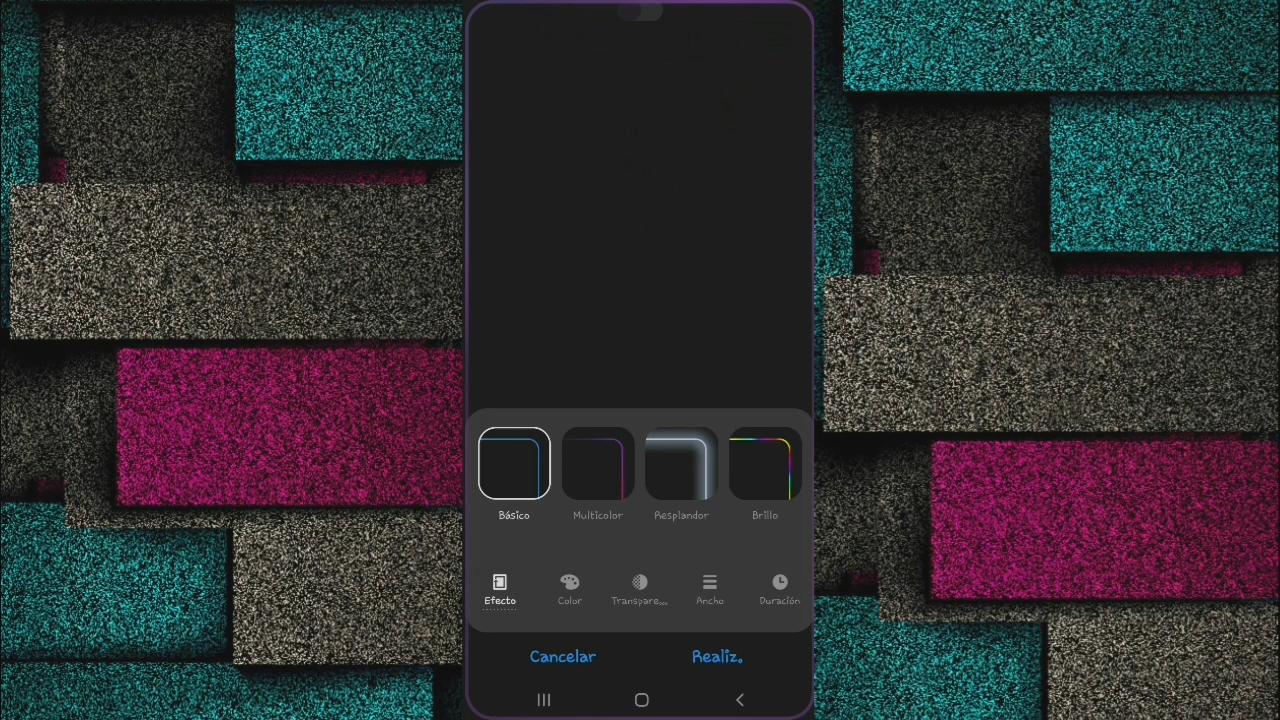 Básico Multicolor Resplandor Brillo
Efecto Color Transpare... Ancho Duración
Cancelar Realiz.